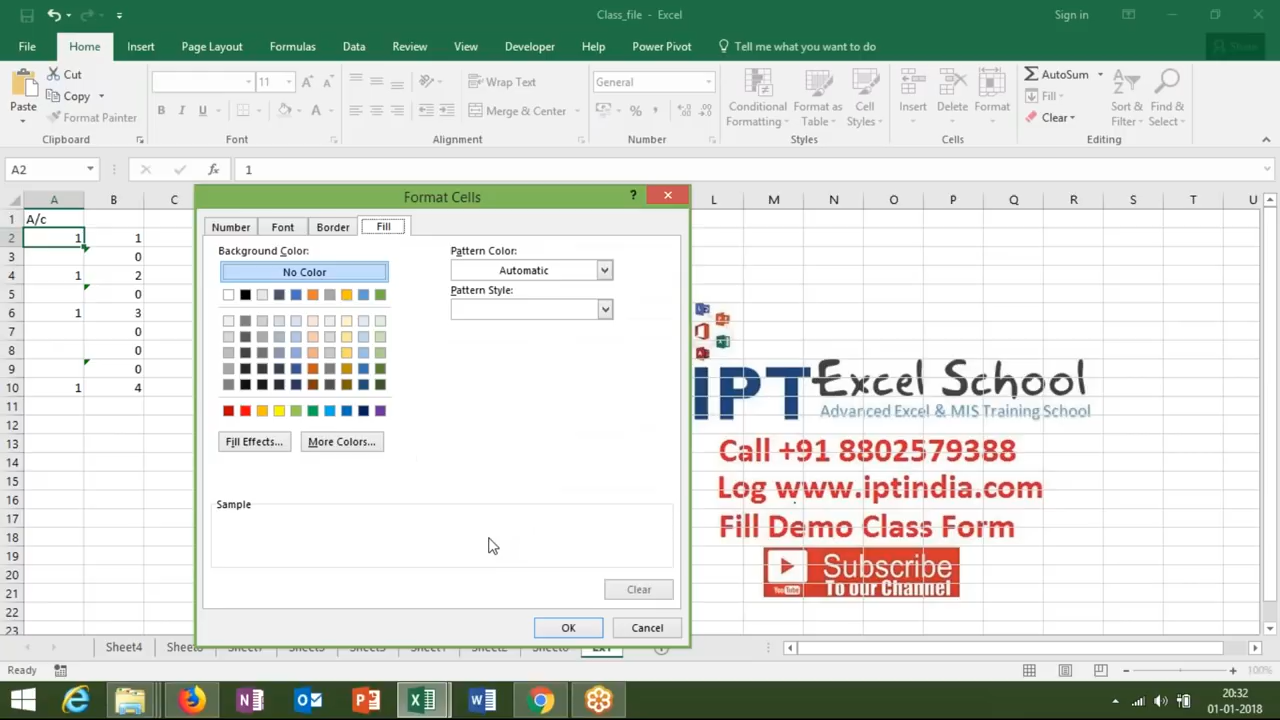 Class_file - Excel
Sign in
File Home Insert Page Layout Formulas Data Review View Developer Help Power Pivot Tell me what you want to do Share
Paste
Cut
Copy
Format Painter
Clipboard
11
B I U
Font
Wrap Text
Merge & Center
Alignment
General
Number
Conditional Formatting
Format as Table
Cell Styles
Styles
Insert
Delete
Format
Cells
AutoSum
Fill
Clear
Sort & Filter
Find & Select
Editing
A2
fx
1
A B C L M N O P Q R S T U
1 A/c
2 1 1
3 0
4 1 2
5 0
6 1 3
7 0
8 0
9 0
10 1 4
11
12
13
14
15
16
17
18
19
20
21
22
23
Format Cells
?
Number Font Border Fill
Background Color:
No Color
Fill Effects...
More Colors...
Pattern Color:
Automatic
Pattern Style:
Sample
Clear
OK
Cancel
IPT Excel School
Advanced Excel & MIS Training School
Call +91 8802579388
Log www.iptindia.com
Fill Demo Class Form
Subscribe
YouTube To our Channel
Sheet4
Ready
100%
20:32
01-01-2018